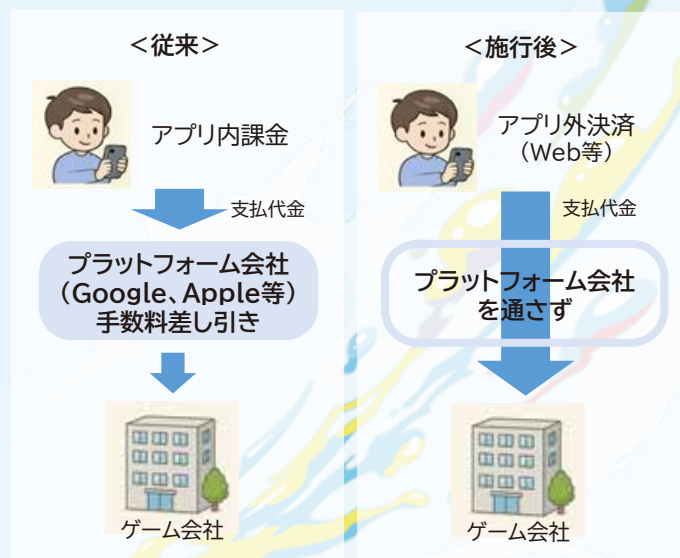 ＜従来＞
アプリ内課金
支払代金
プラットフォーム会社
（Google、Apple等）
手数料差し引き
ゲーム会社
＜施行後＞
アプリ外決済
（Web等）
支払代金
プラットフォーム会社
を通さず
ゲーム会社